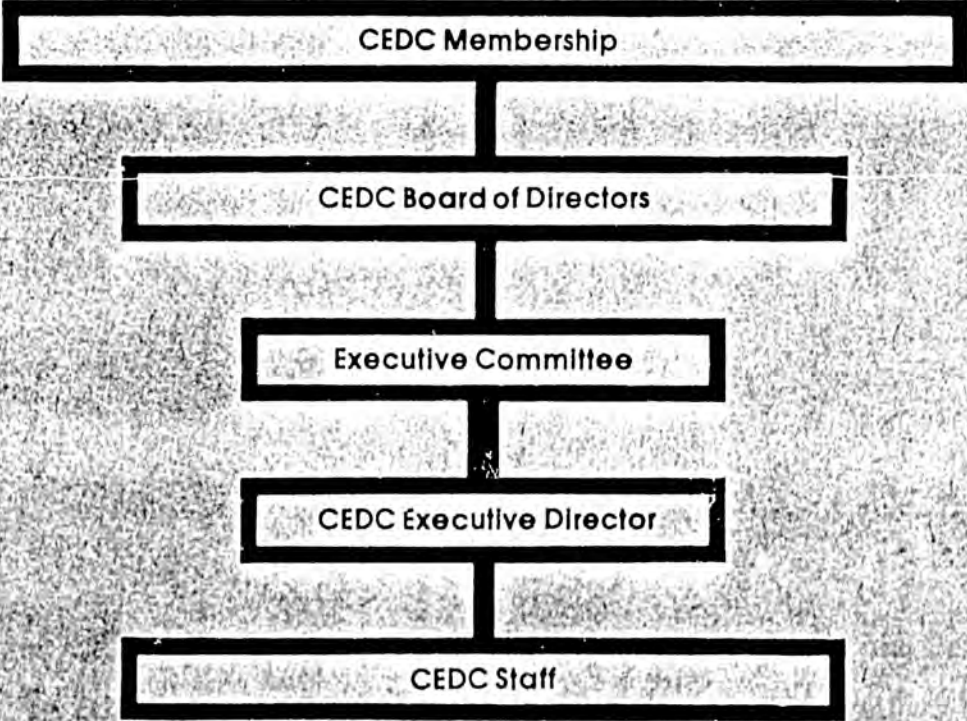 CEDC Membership
CEDC Board of Directors
Executive Committee
CEDC Executive Director
CEDC Staff